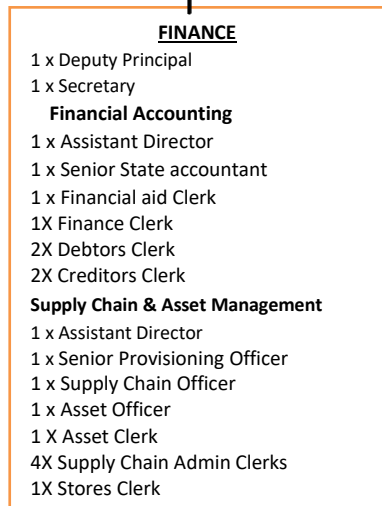 FINANCE
1 x Deputy Principal
1 x Secretary
Financial Accounting
1 x Assistant Director
1 x Senior State accountant
1 x Financial aid Clerk
1X Finance Clerk
2X Debtors Clerk
2X Creditors Clerk
Supply Chain & Asset Management
1 x Assistant Director
1 x Senior Provisioning Officer
1 x Supply Chain Officer
1 x Asset Officer
1 X Asset Clerk
4X Supply Chain Admin Clerks
1X Stores Clerk